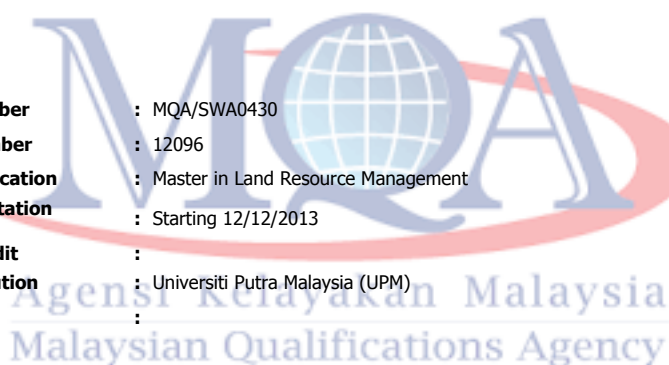 MQA
ber : MQA/SWA0430
ber : 12096
cation : Master in Land Resource Management
tation : Starting 12/12/2013
dit :
tion : Universiti Putra Malaysia (UPM)
:
Agensi Kelayakan Malaysia
Malaysian Qualifications Agency